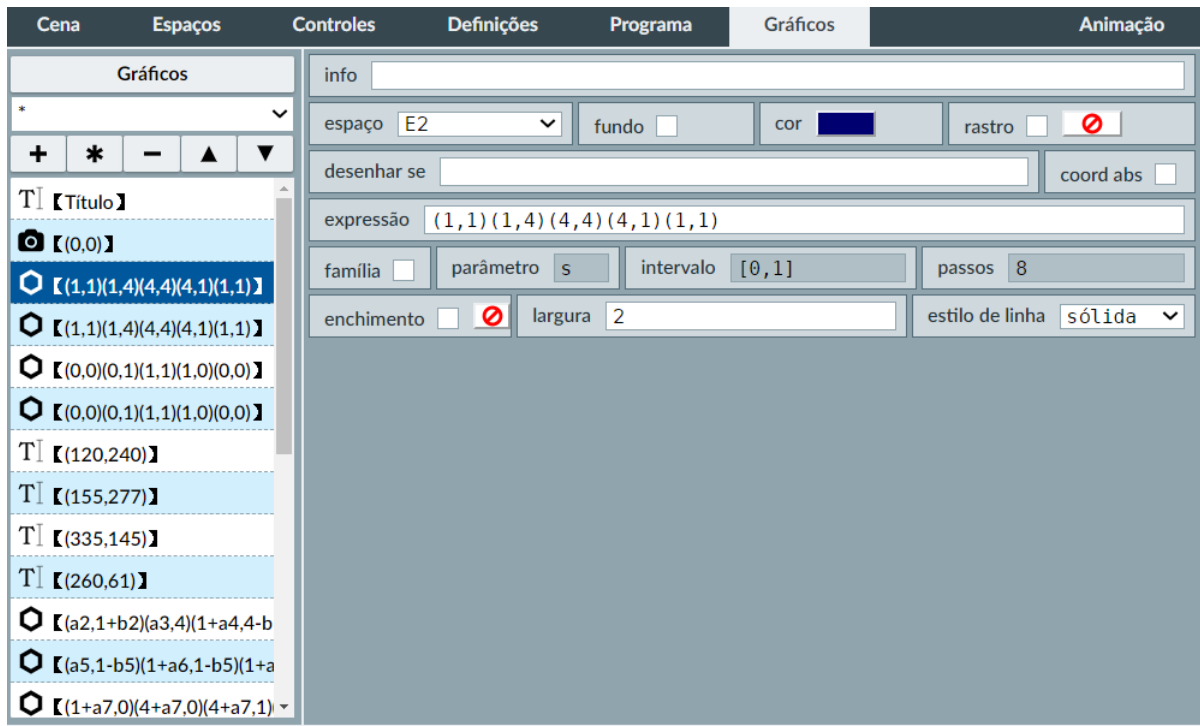 Cena Espaços Controles Definições Programa Gráficos Animação
Gráficos
*
+ * − ▲ ▼
T 【Título】
【(0,0)】
【(1,1)(1,4)(4,4)(4,1)(1,1)】
【(1,1)(1,4)(4,4)(4,1)(1,1)】
【(0,0)(0,1)(1,1)(1,0)(0,0)】
【(0,0)(0,1)(1,1)(1,0)(0,0)】
T 【(120,240)】
T 【(155,277)】
T 【(335,145)】
T 【(260,61)】
【(a2,1+b2)(a3,4)(1+a4,4-b
【(a5,1-b5)(1+a6,1-b5)(1+a
【(1+a7,0)(4+a7,0)(4+a7,1)(
info
espaço E2 fundo cor rastro
desenhar se coord abs
expressão (1,1)(1,4)(4,4)(4,1)(1,1)
família parâmetro s intervalo [0,1] passos 8
enchimento largura 2 estilo de linha sólida